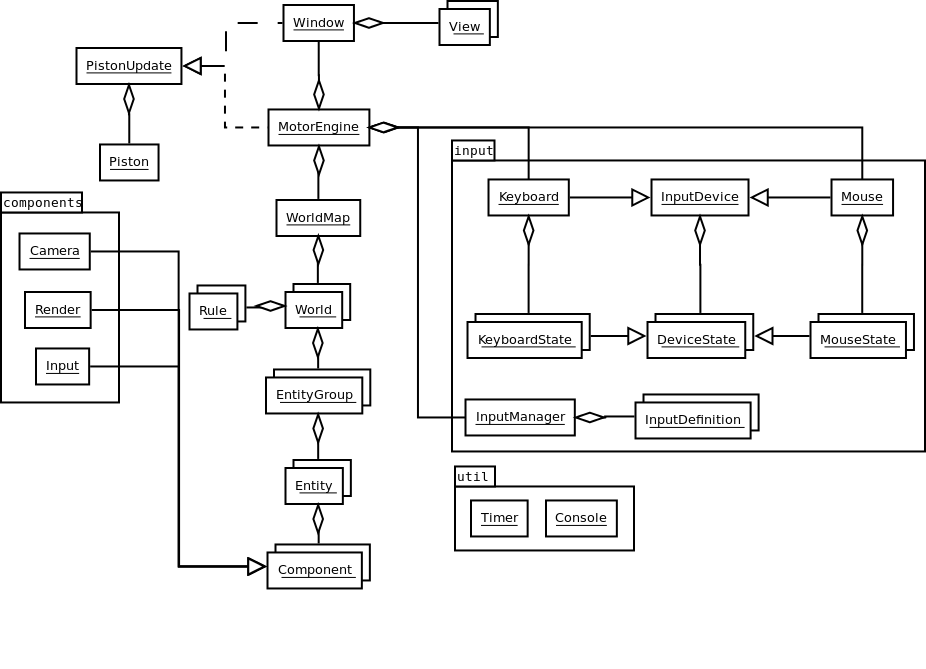 Window
View
PistonUpdate
MotorEngine
Piston
input
Keyboard
InputDevice
Mouse
components
WorldMap
Camera
Render
Rule
World
Input
KeyboardState
DeviceState
MouseState
EntityGroup
InputManager
InputDefinition
Entity
util
Timer
Console
Component